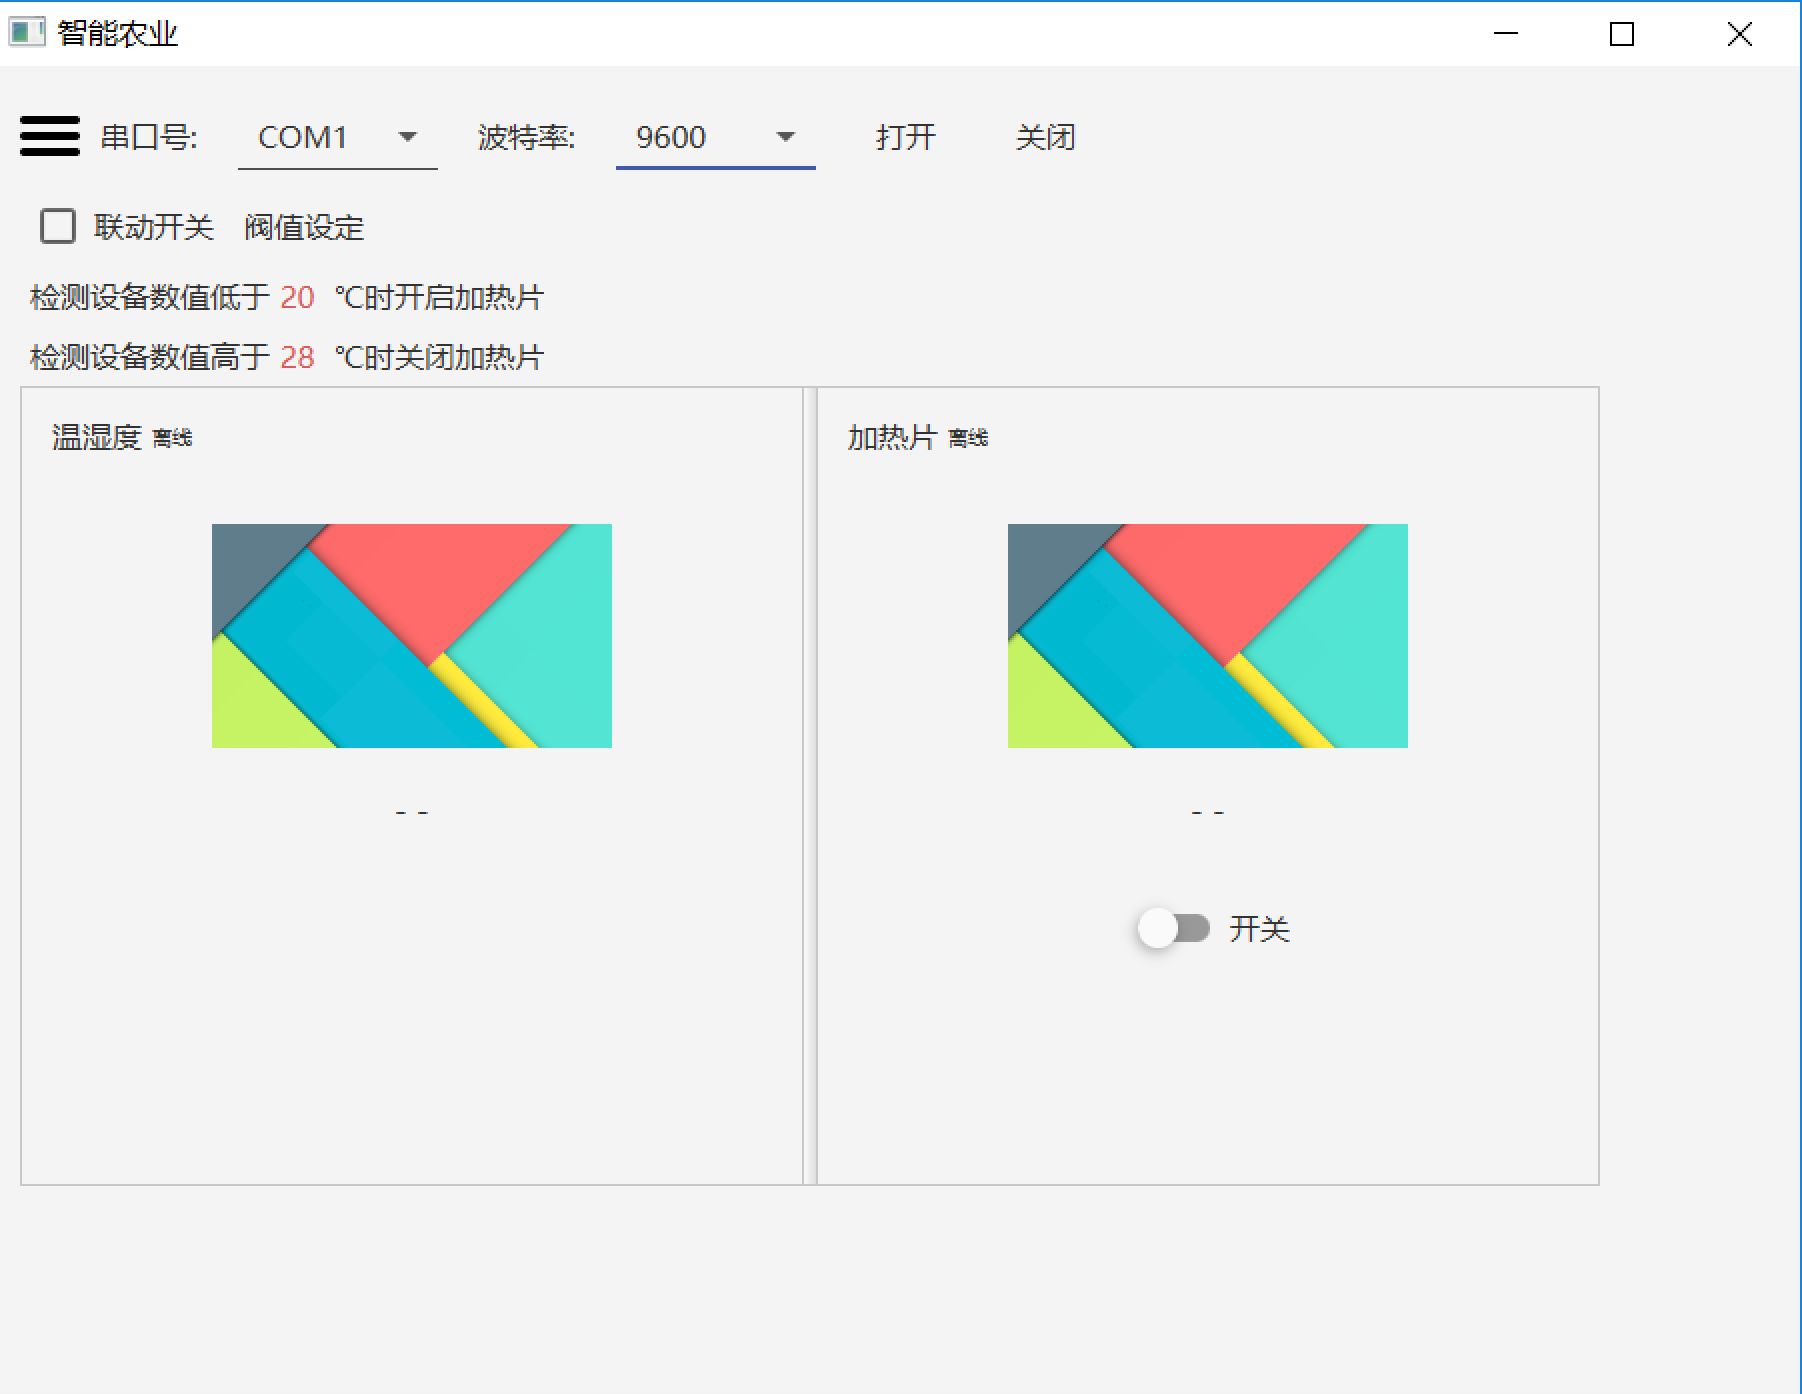 智能农业
串口号: COM1 波特率: 9600 打开 关闭
联动开关 阀值设定
检测设备数值低于 20 ℃时开启加热片
检测设备数值高于 28 ℃时关闭加热片
温湿度 离线
- -
加热片 离线
- -
开关